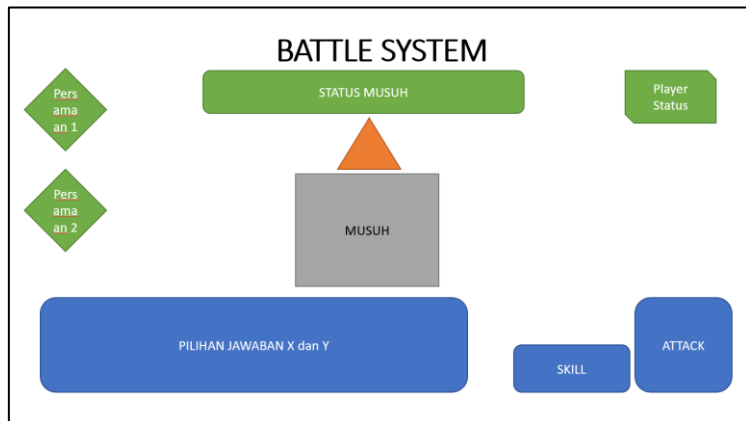 BATTLE SYSTEM
Pers
ama
an 1
STATUS MUSUH
Player
Status
Pers
ama
an 2
MUSUH
PILIHAN JAWABAN X dan Y
SKILL
ATTACK